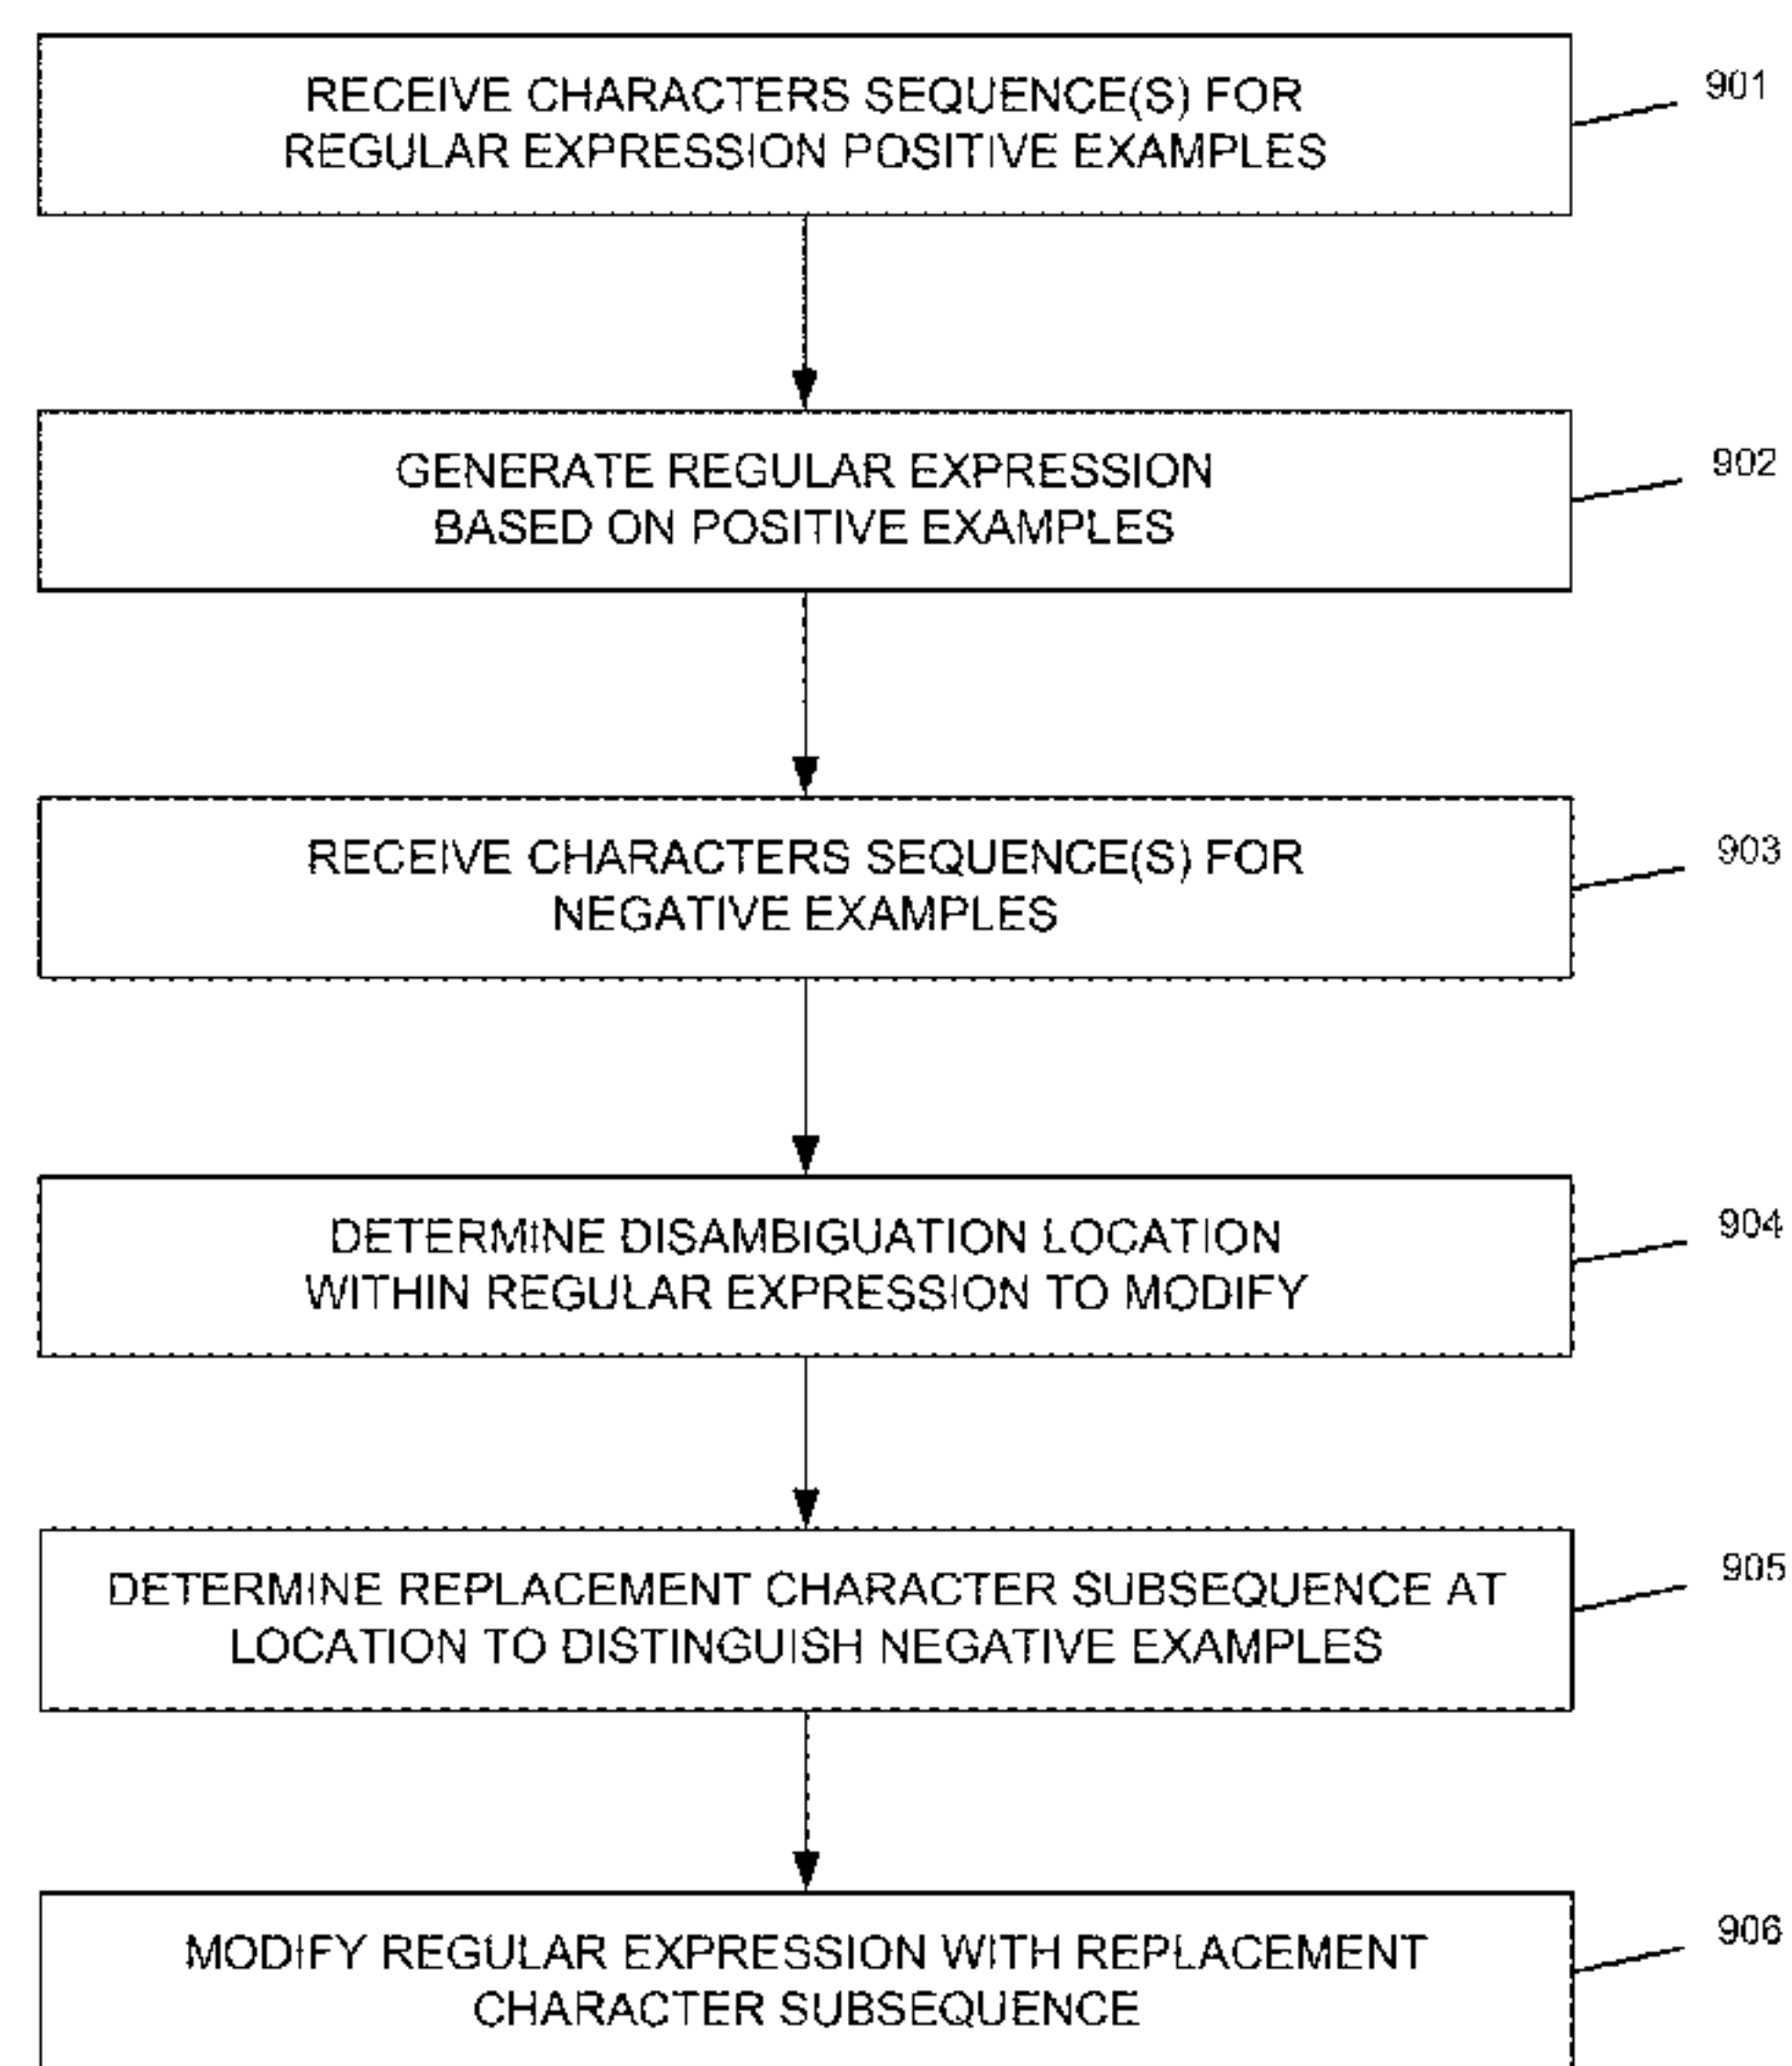 RECEIVE CHARACTERS SEQUENCE(S) FOR
REGULAR EXPRESSION POSITIVE EXAMPLES
901
GENERATE REGULAR EXPRESSION
BASED ON POSITIVE EXAMPLES
902
RECEIVE CHARACTERS SEQUENCE(S) FOR
NEGATIVE EXAMPLES
903
DETERMINE DISAMBIGUATION LOCATION
WITHIN REGULAR EXPRESSION TO MODIFY
904
DETERMINE REPLACEMENT CHARACTER SUBSEQUENCE AT
LOCATION TO DISTINGUISH NEGATIVE EXAMPLES
905
MODIFY REGULAR EXPRESSION WITH REPLACEMENT
CHARACTER SUBSEQUENCE
906